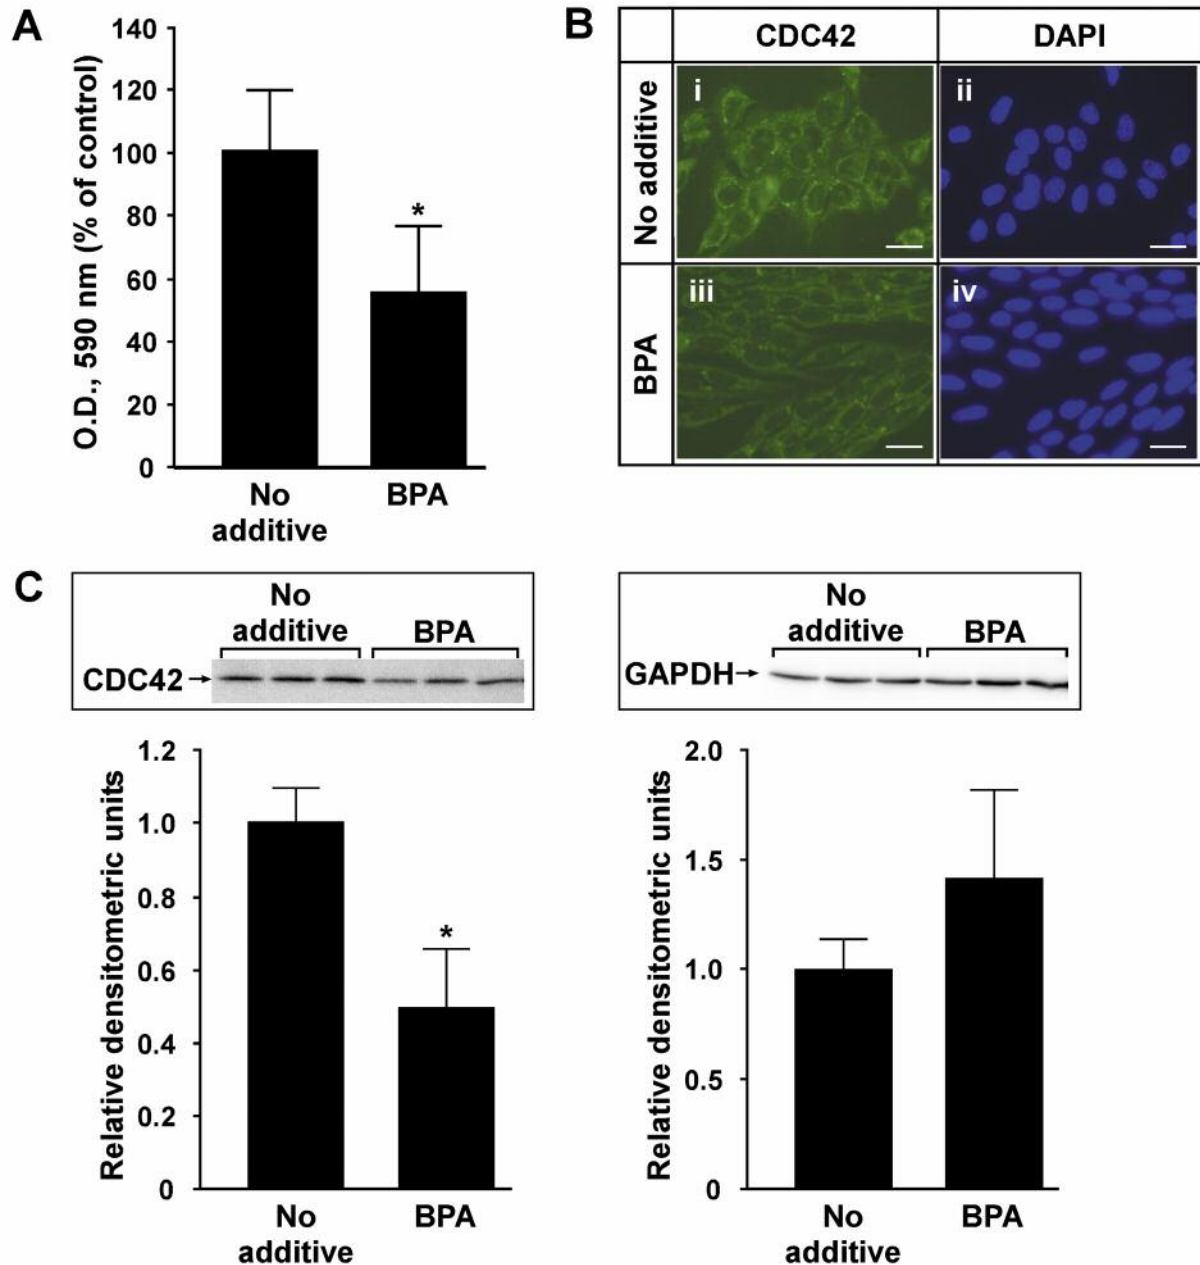 A
O.D., 590 nm (% of control)
140
120
100
80
60
40
20
0
*
No
additive
BPA
B
CDC42
DAPI
No additive
i
ii
BPA
iii
iv
C
No
additive
BPA
CDC42
Relative densitometric units
1.2
1.0
0.8
0.6
0.4
0.2
0
*
No
additive
BPA
No
additive
BPA
GAPDH
Relative densitometric units
2.0
1.5
1.0
0.5
0
No
additive
BPA